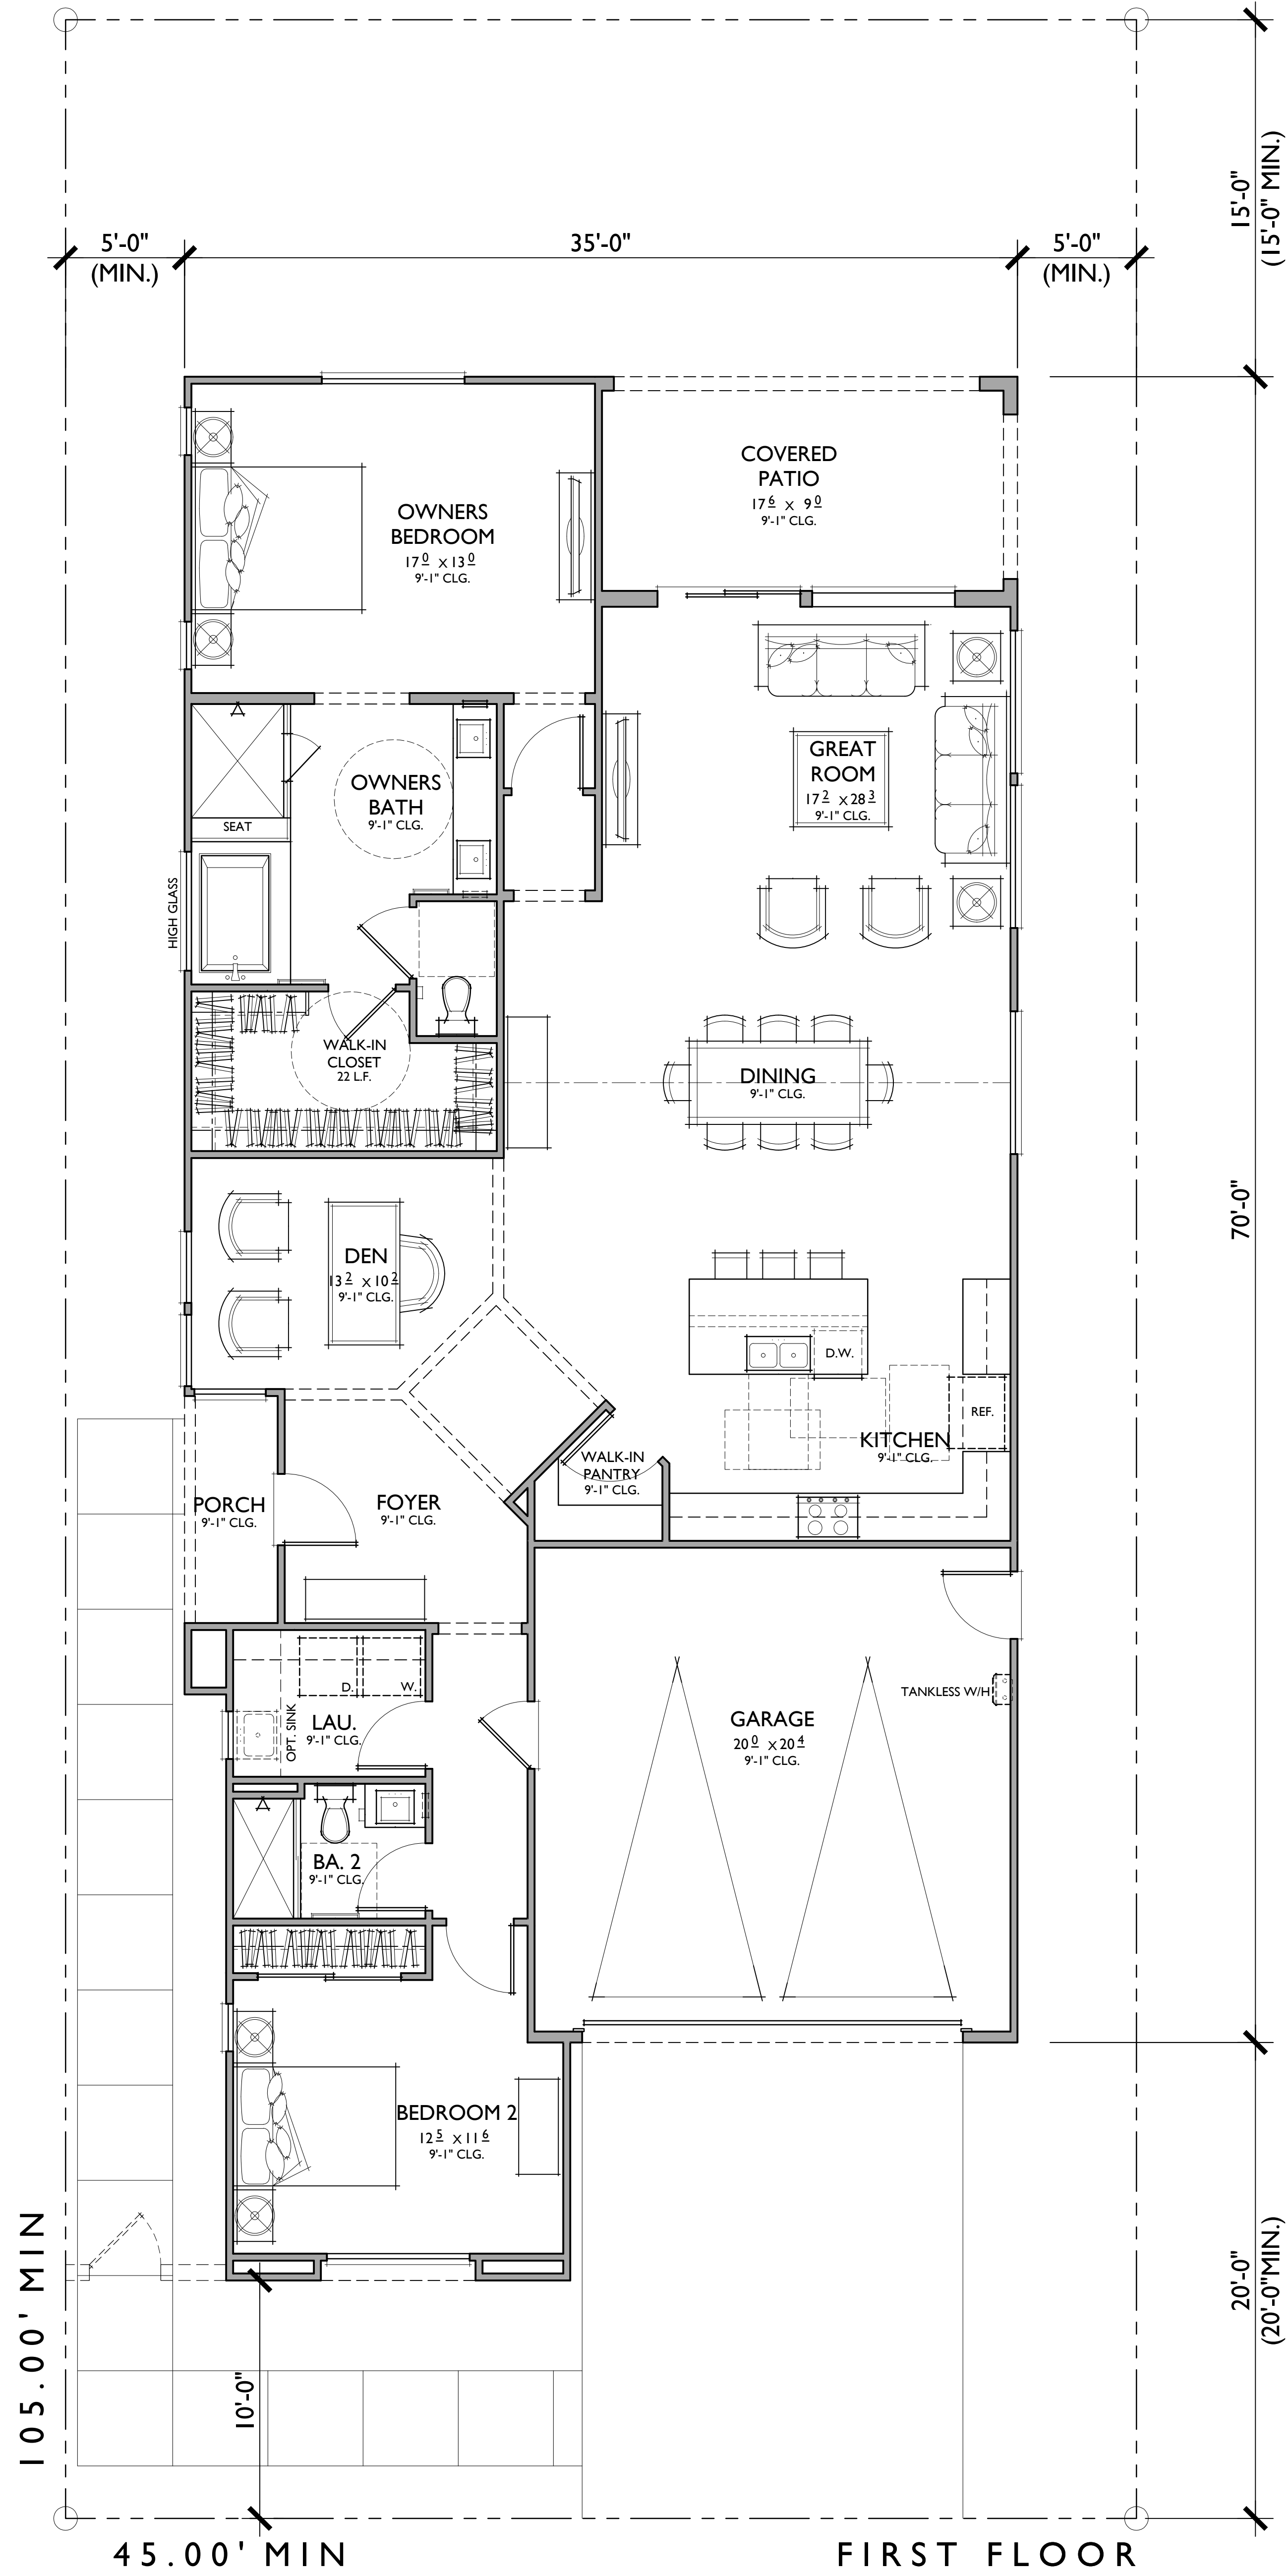 15'-0"
(15'-0" MIN.)
5'-0"
(MIN.)
35'-0"
5'-0"
(MIN.)
COVERED
PATIO
17 6 X 9 0
9'-1" CLG.
OWNERS
BEDROOM
17 0 X 13 0
9'-1" CLG.
GREAT
ROOM
17 2 X 28 3
9'-1" CLG.
OWNERS
BATH
9'-1" CLG.
SEAT
HIGH GLASS
WALK-IN
CLOSET
22 L.F.
DINING
9'-1" CLG.
70'-0"
DEN
13 2 X 10 2
9'-1" CLG.
D.W.
REF.
KITCHEN
9'-1" CLG.
WALK-IN
PANTRY
9'-1" CLG.
PORCH
9'-1" CLG.
FOYER
9'-1" CLG.
D.
W.
OPT. SINK
LAU.
9'-1" CLG.
TANKLESS W/H
GARAGE
20 0 X 20 4
9'-1" CLG.
BA. 2
9'-1" CLG.
BEDROOM 2
12 5 X 11 6
9'-1" CLG.
20'-0"
(20'-0"MIN.)
105.00' MIN
10'-0"
45.00' MIN
FIRST FLOOR